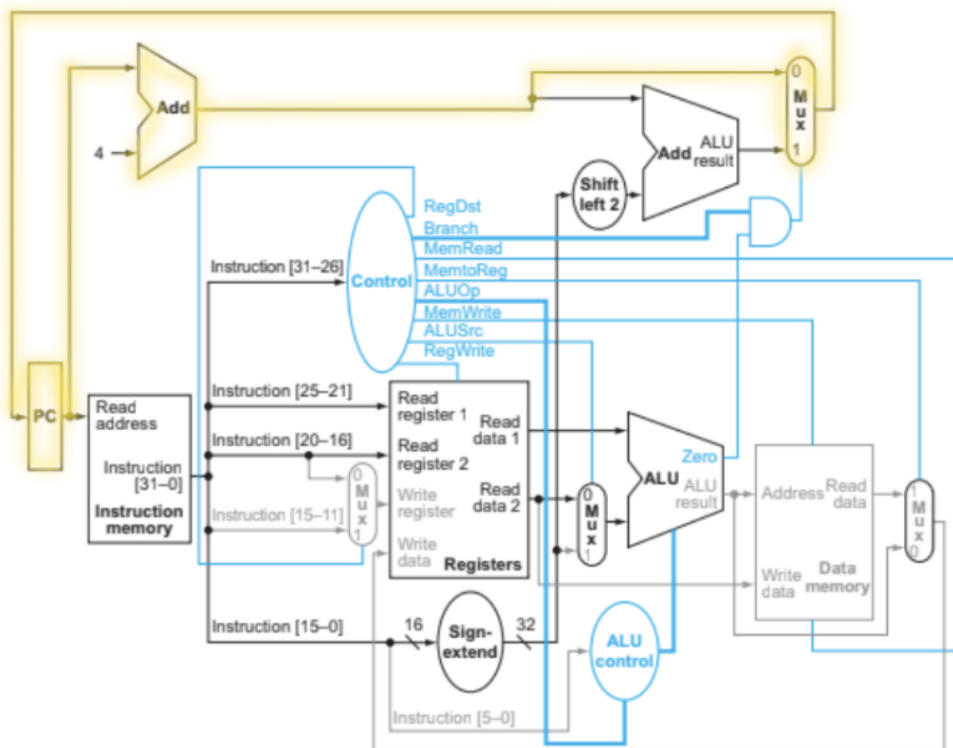 0
M
u
x
1
Add
4
Add
ALU
result
Shift
left 2
RegDst
Branch
MemRead
MemtoReg
ALUOp
MemWrite
ALUSrc
RegWrite
Control
Instruction [31–26]
PC
Read
address
Instruction
[31–0]
Instruction
memory
Instruction [25–21]
Instruction [20–16]
Instruction [15–11]
0
M
u
x
1
Read
register 1
Read
register 2
Write
register
Write
data
Read
data 1
Read
data 2
Registers
0
M
u
x
1
Zero
ALU
ALU
result
Address
Read
data
Write
data
Data
memory
1
M
u
x
0
Instruction [15–0]
16
Sign-
extend
32
ALU
control
Instruction [5–0]